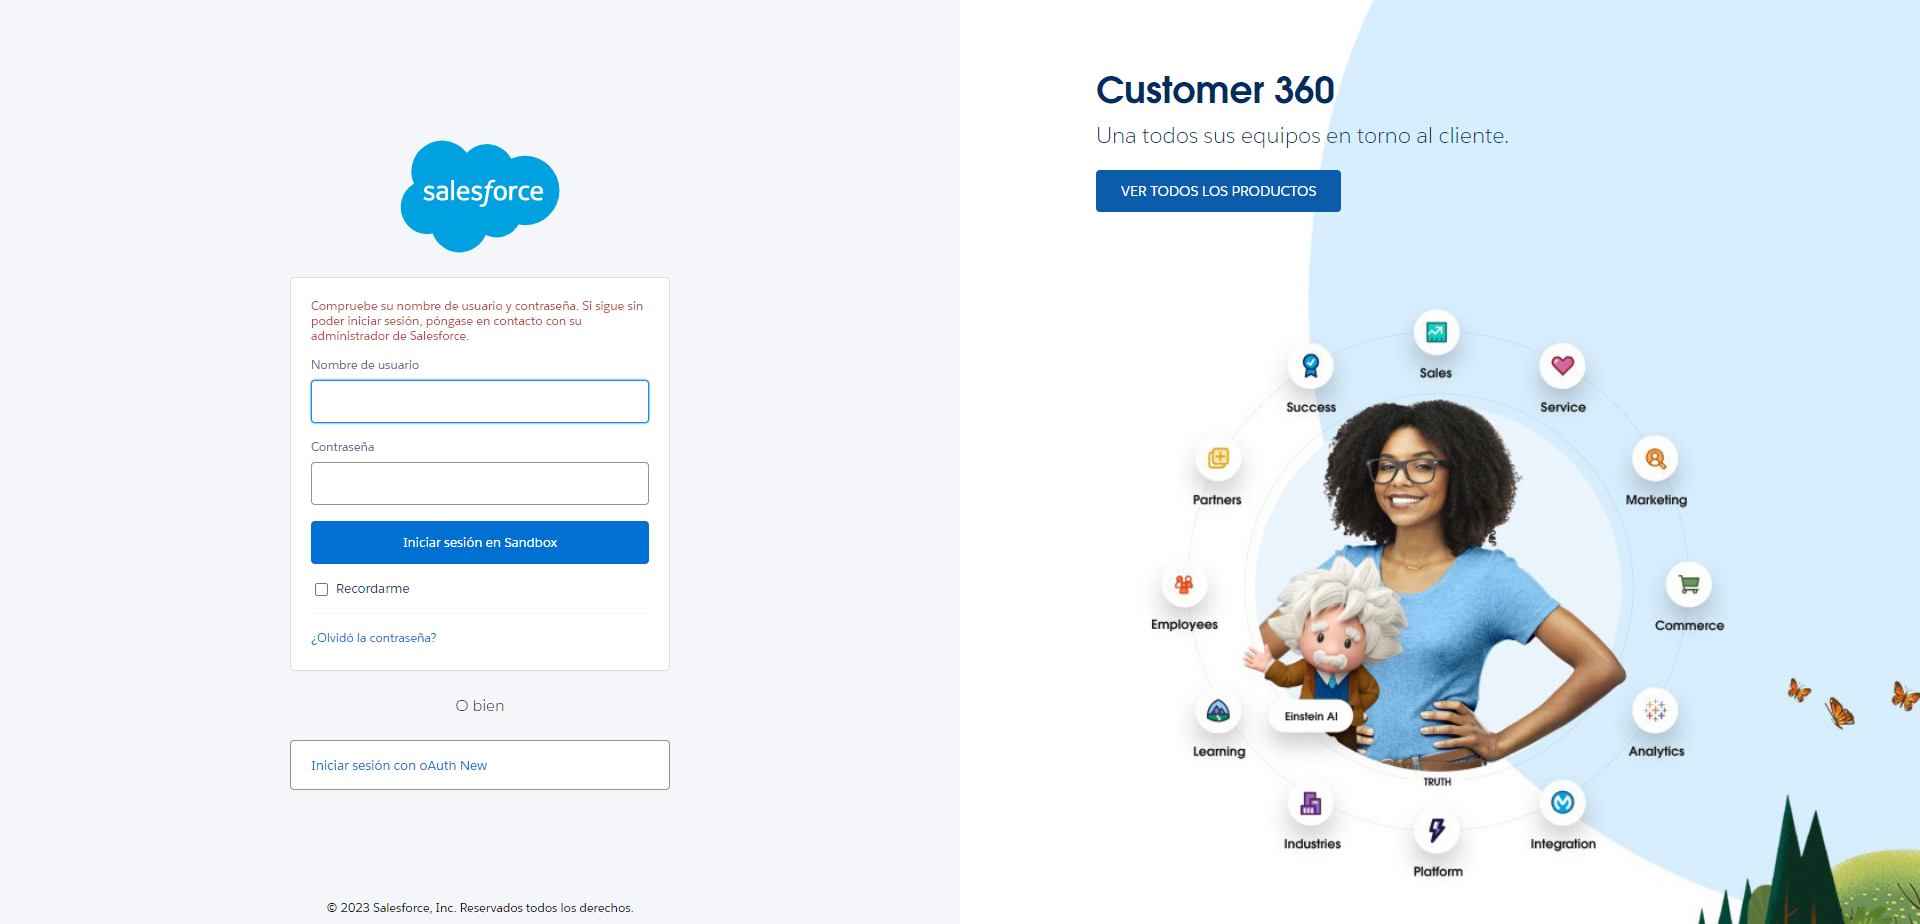 salesforce
Compruebe su nombre de usuario y contraseña. Si sigue sin
poder iniciar sesión, póngase en contacto con su
administrador de Salesforce.
Nombre de usuario
Contraseña
Iniciar sesión en Sandbox
Recordarme
¿Olvidó la contraseña?
O bien
Iniciar sesión con oAuth New
© 2023 Salesforce, Inc. Reservados todos los derechos.
Customer 360
Una todos sus equipos en torno al cliente.
VER TODOS LOS PRODUCTOS
Sales
Success
Service
Partners
Marketing
Employees
Commerce
Einstein AI
Learning
Analytics
TRUTH
Industries
Integration
Platform